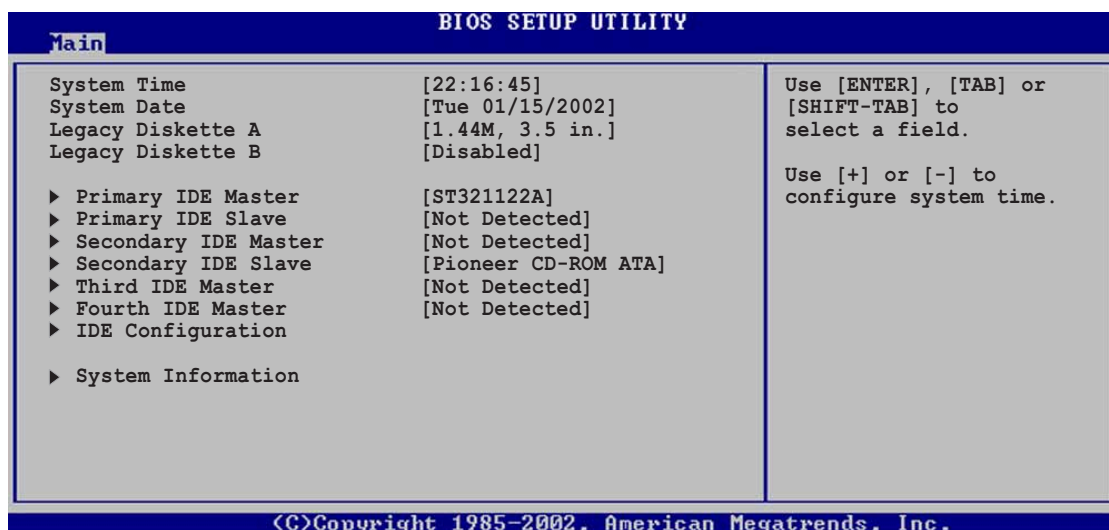 BIOS SETUP UTILITY
Main
System Time [22:16:45]
System Date [Tue 01/15/2002]
Legacy Diskette A [1.44M, 3.5 in.]
Legacy Diskette B [Disabled]
Primary IDE Master [ST321122A]
Primary IDE Slave [Not Detected]
Secondary IDE Master [Not Detected]
Secondary IDE Slave [Pioneer CD-ROM ATA]
Third IDE Master [Not Detected]
Fourth IDE Master [Not Detected]
IDE Configuration
System Information
Use [ENTER], [TAB] or
[SHIFT-TAB] to
select a field.
Use [+] or [-] to
configure system time.
(C)Copyright 1985-2002, American Megatrends, Inc.